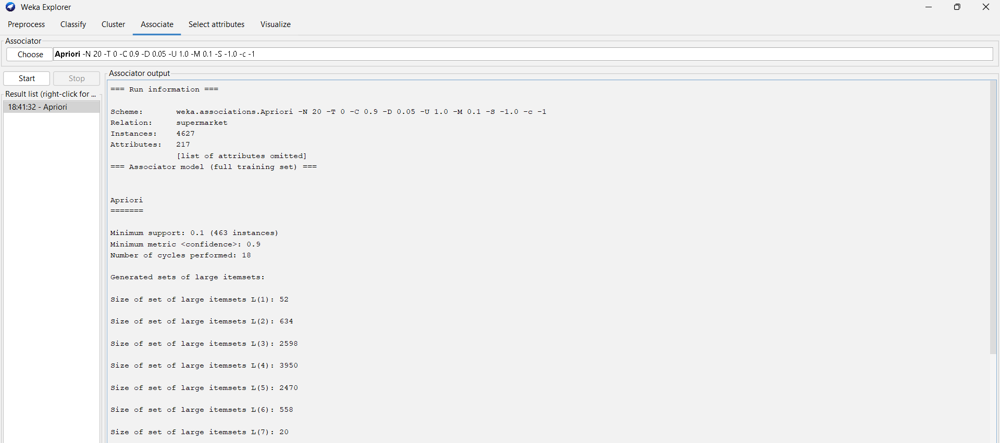 Weka Explorer
Preprocess Classify Cluster Associate Select attributes Visualize
Associator
Choose Apriori -N 20 -T 0 -C 0.9 -D 0.05 -U 1.0 -M 0.1 -S -1.0 -c -1
Start Stop
Associator output
Result list (right-click for ...
18:41:32 - Apriori
=== Run information ===
Scheme: weka.associations.Apriori -N 20 -T 0 -C 0.9 -D 0.05 -U 1.0 -M 0.1 -S -1.0 -c -1
Relation: supermarket
Instances: 4627
Attributes: 217
[list of attributes omitted]
=== Associator model (full training set) ===
Apriori
=======
Minimum support: 0.1 (463 instances)
Minimum metric <confidence>: 0.9
Number of cycles performed: 18
Generated sets of large itemsets:
Size of set of large itemsets L(1): 52
Size of set of large itemsets L(2): 634
Size of set of large itemsets L(3): 2598
Size of set of large itemsets L(4): 3950
Size of set of large itemsets L(5): 2470
Size of set of large itemsets L(6): 558
Size of set of large itemsets L(7): 20